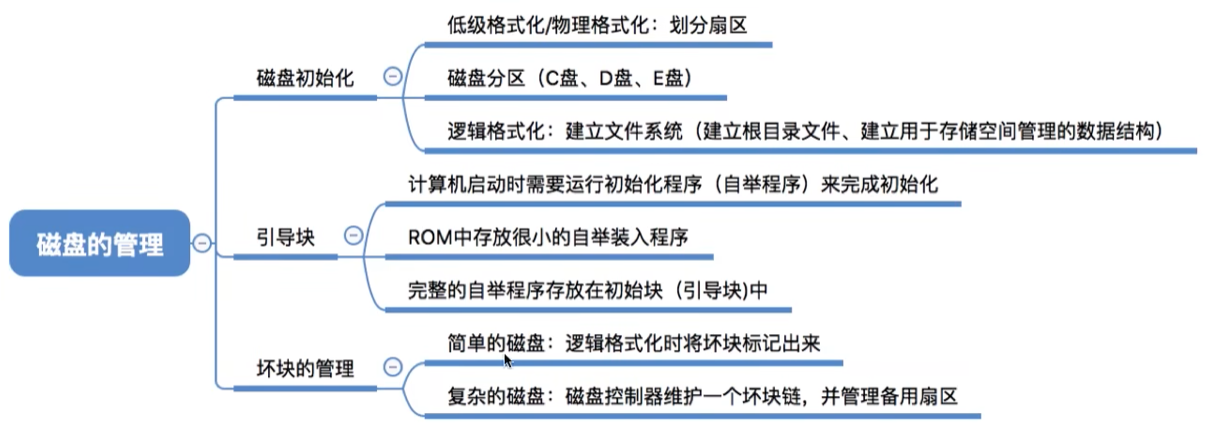 低级格式化/物理格式化：划分扇区
磁盘初始化
磁盘分区（C盘、D盘、E盘）
逻辑格式化：建立文件系统（建立根目录文件、建立用于存储空间管理的数据结构）
计算机启动时需要运行初始化程序（自举程序）来完成初始化
磁盘的管理
引导块
ROM中存放很小的自举装入程序
完整的自举程序存放在初始块（引导块)中
简单的磁盘：逻辑格式化时将坏块标记出来
坏块的管理
复杂的磁盘：磁盘控制器维护一个坏块链，并管理备用扇区